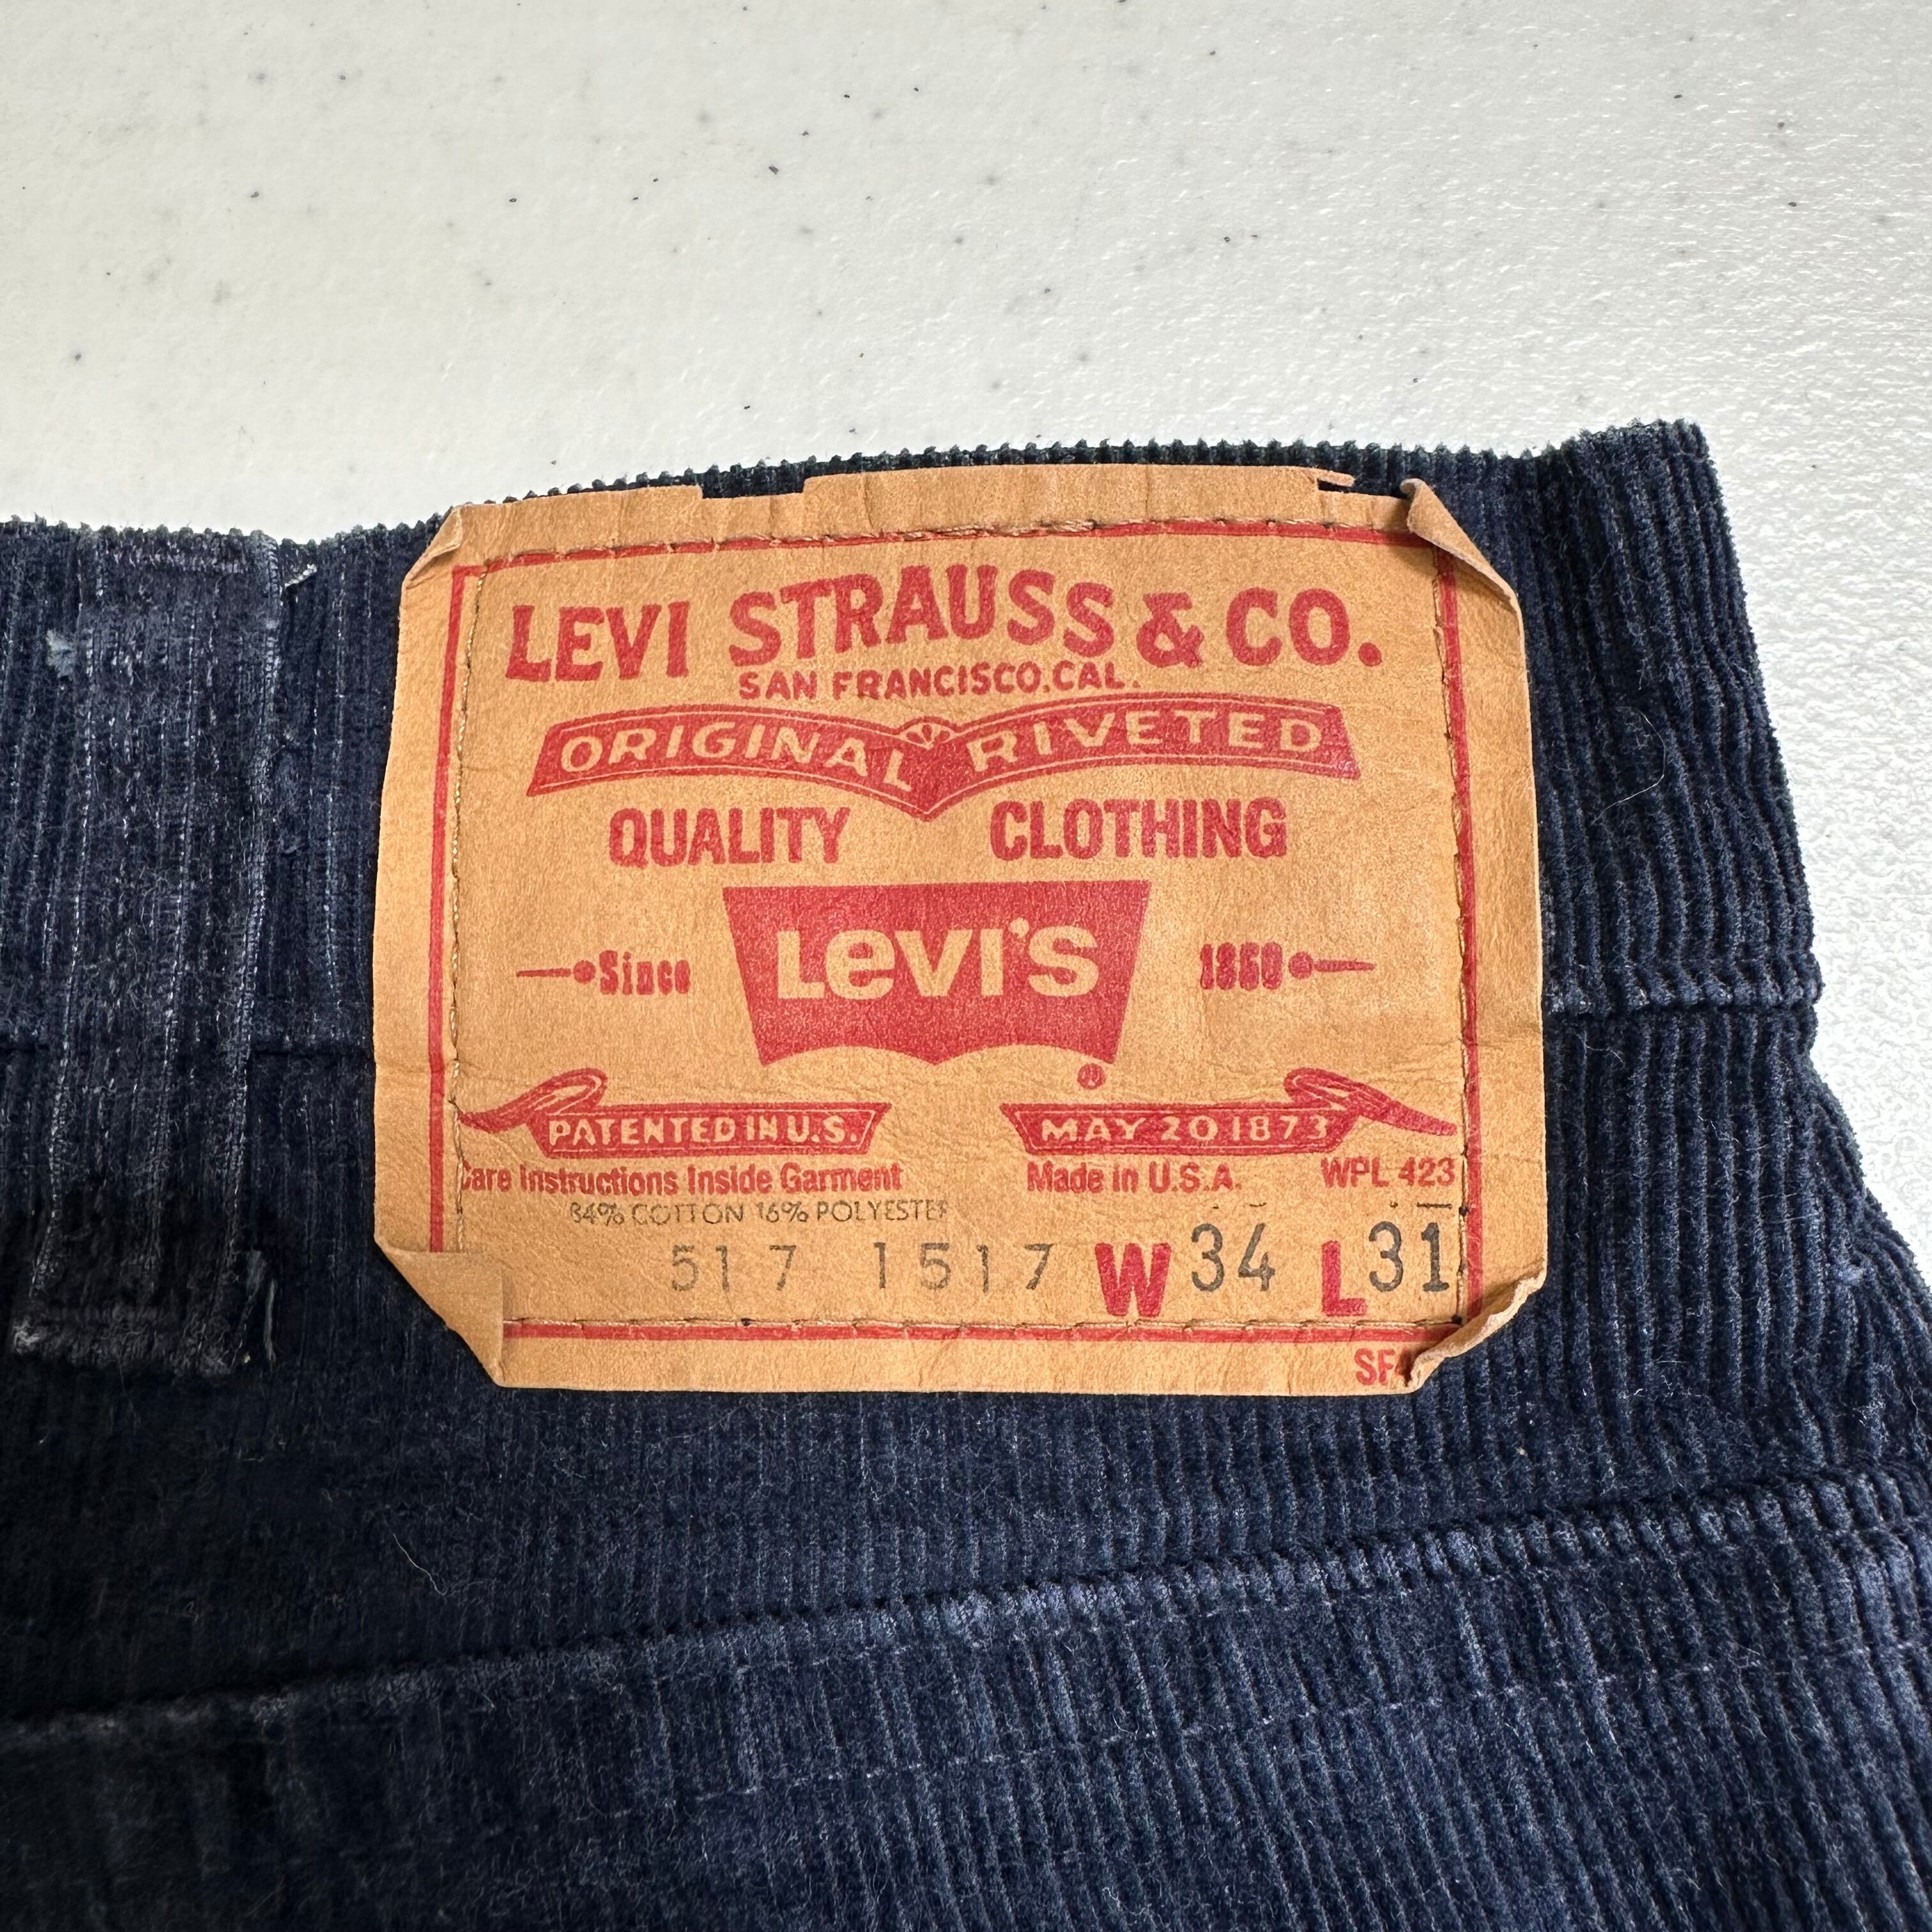 LEVI STRAUSS & CO.
SAN FRANCISCO, CAL.
ORIGINAL RIVETED
QUALITY CLOTHING
Since LEVI'S 1850
®
PATENTED IN U.S. MAY 20 1873
Care Instructions Inside Garment Made in U.S.A. WPL 423
84% COTTON 16% POLYESTER
517 1517 W 34 L 31